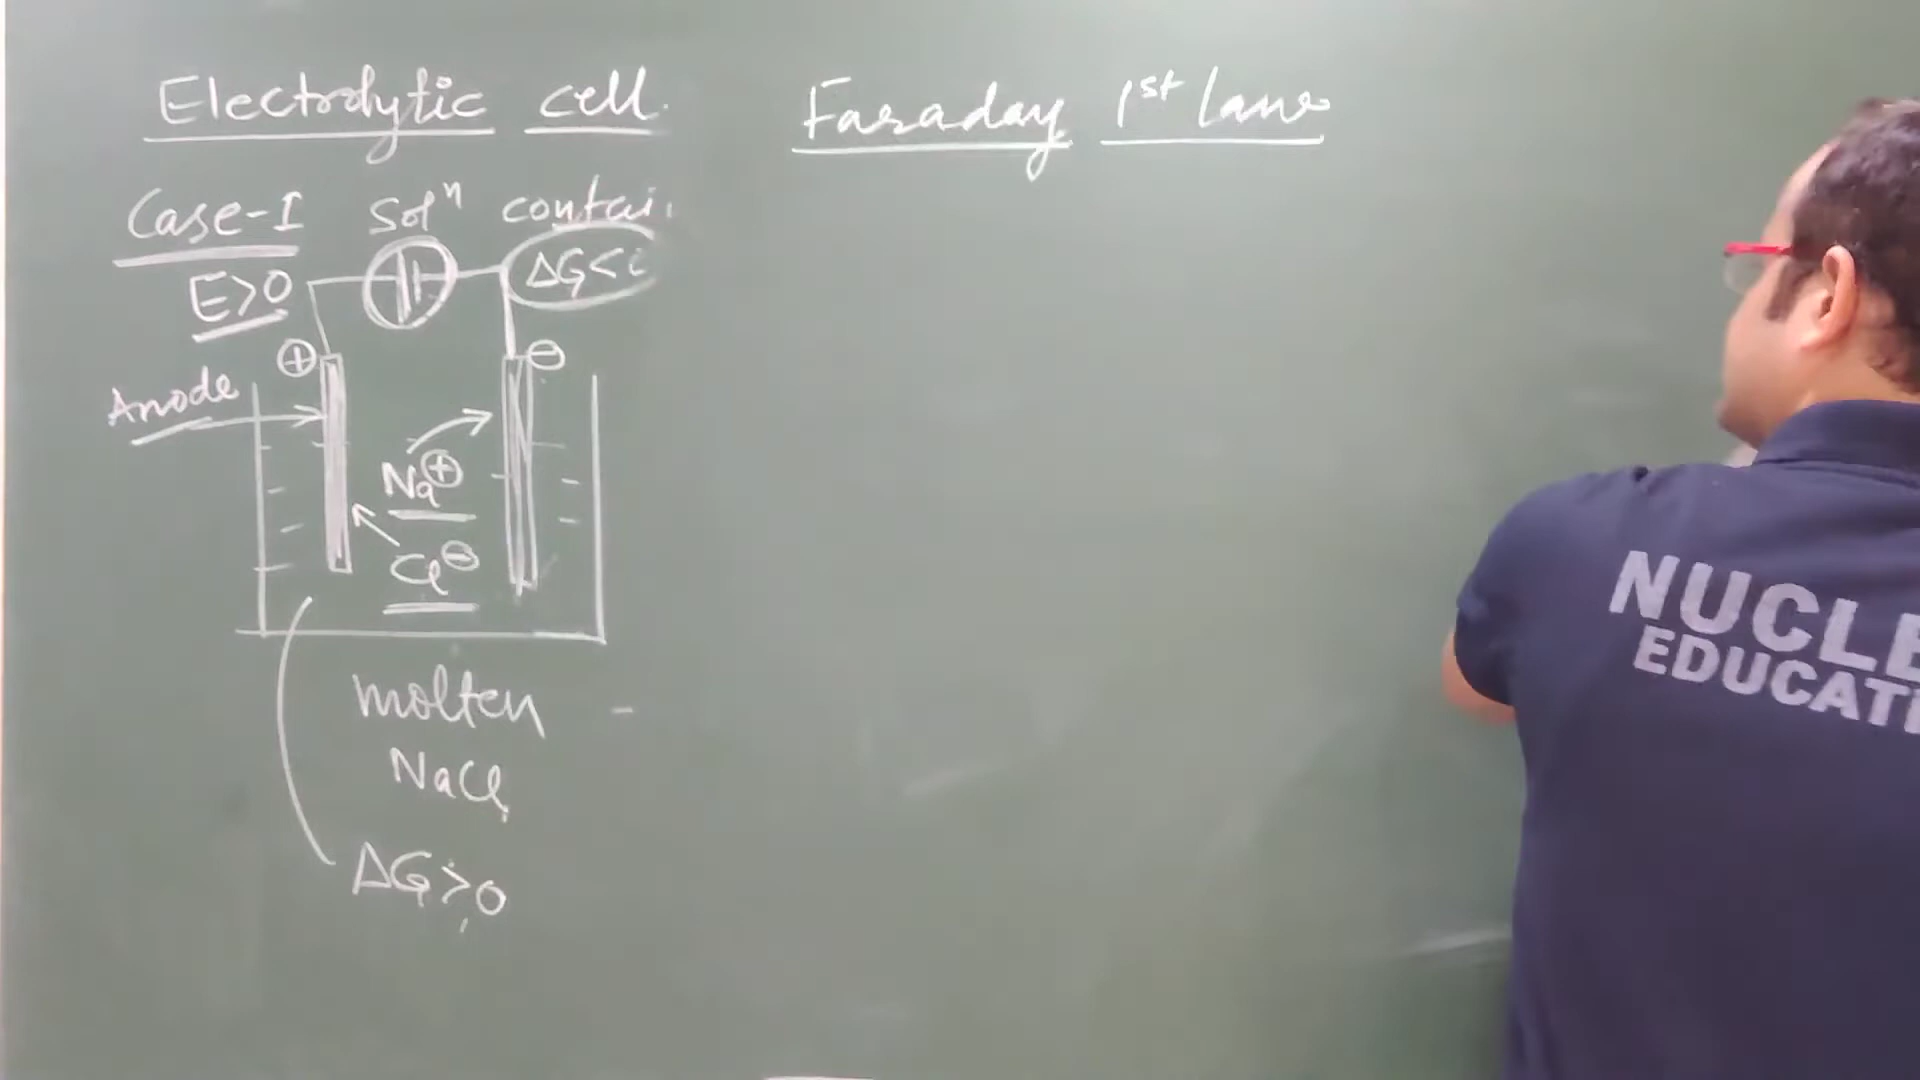 Electrolytic cell.
Case-I Solⁿ contai
E>0 ΔG<
⊕ ⊖
Anode
Na⊕
Cl⊖
molten -
NaCl
ΔG>0
Faraday 1st law
NUCLE
EDUCATI